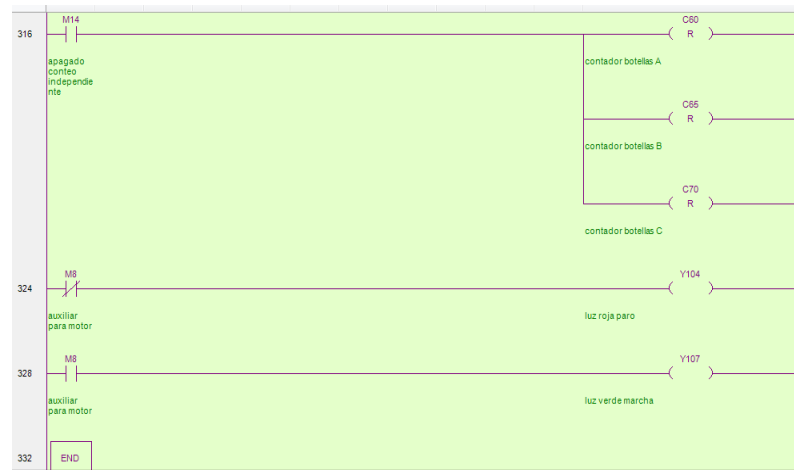 M14
C60
316
R
apagado
conteo
independie
nte
contador botellas A
C65
R
contador botellas B
C70
R
contador botellas C
M8
Y104
324
auxiliar
para motor
luz roja paro
M8
Y107
328
auxiliar
para motor
luz verde marcha
332
END